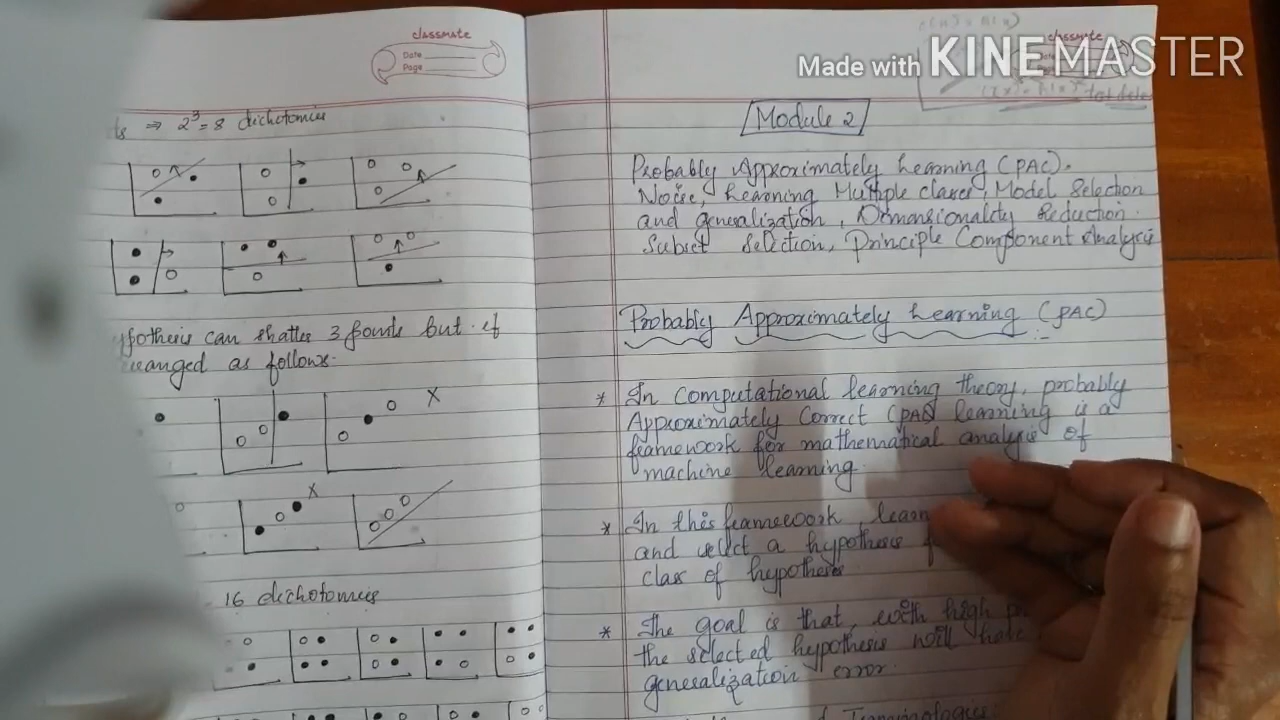 Made with KINEMASTER
classmate
Date
Page
⇒ 2³=8 dichotomies
hypothesis can shatter 3 points but if
arranged as follows.
X
X
16 dichotomies
classmate
Module 2
Probably Approximately Learning (PAC).
Noise, Learning Multiple classes, Model Selection
and generalization, Dimensionality Reduction.
Subset Selection, Principle Component Analysis
Probably Approximately Learning (PAC) :-
* In Computational learning theory, probably
Approximately Correct (PAC) learning is a
framework for mathematical analysis of
machine learning.
* In this framework, learn
and select a hypothesis f
class of hypothesis
* The goal is that, with high p
the selected hypothesis will have
generalization error.
Terminologies